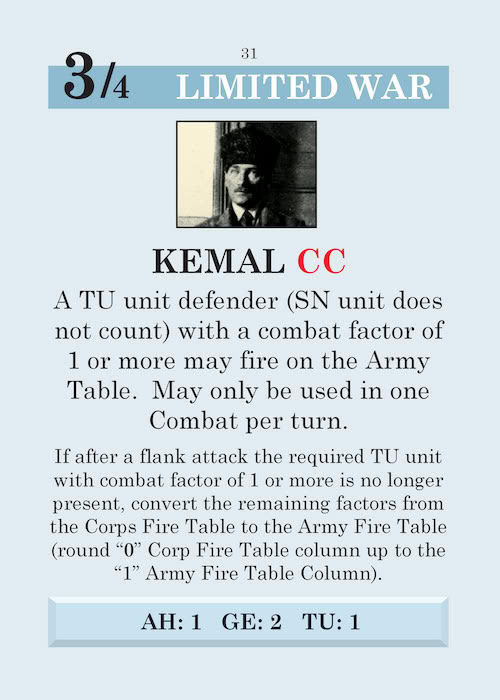 31
3/4 LIMITED WAR
KEMAL CC
A TU unit defender (SN unit does
not count) with a combat factor of
1 or more may fire on the Army
Table. May only be used in one
Combat per turn.
If after a flank attack the required TU unit
with combat factor of 1 or more is no longer
present, convert the remaining factors from
the Corps Fire Table to the Army Fire Table
(round “0” Corp Fire Table column up to the
“1” Army Fire Table Column).
AH: 1 GE: 2 TU: 1